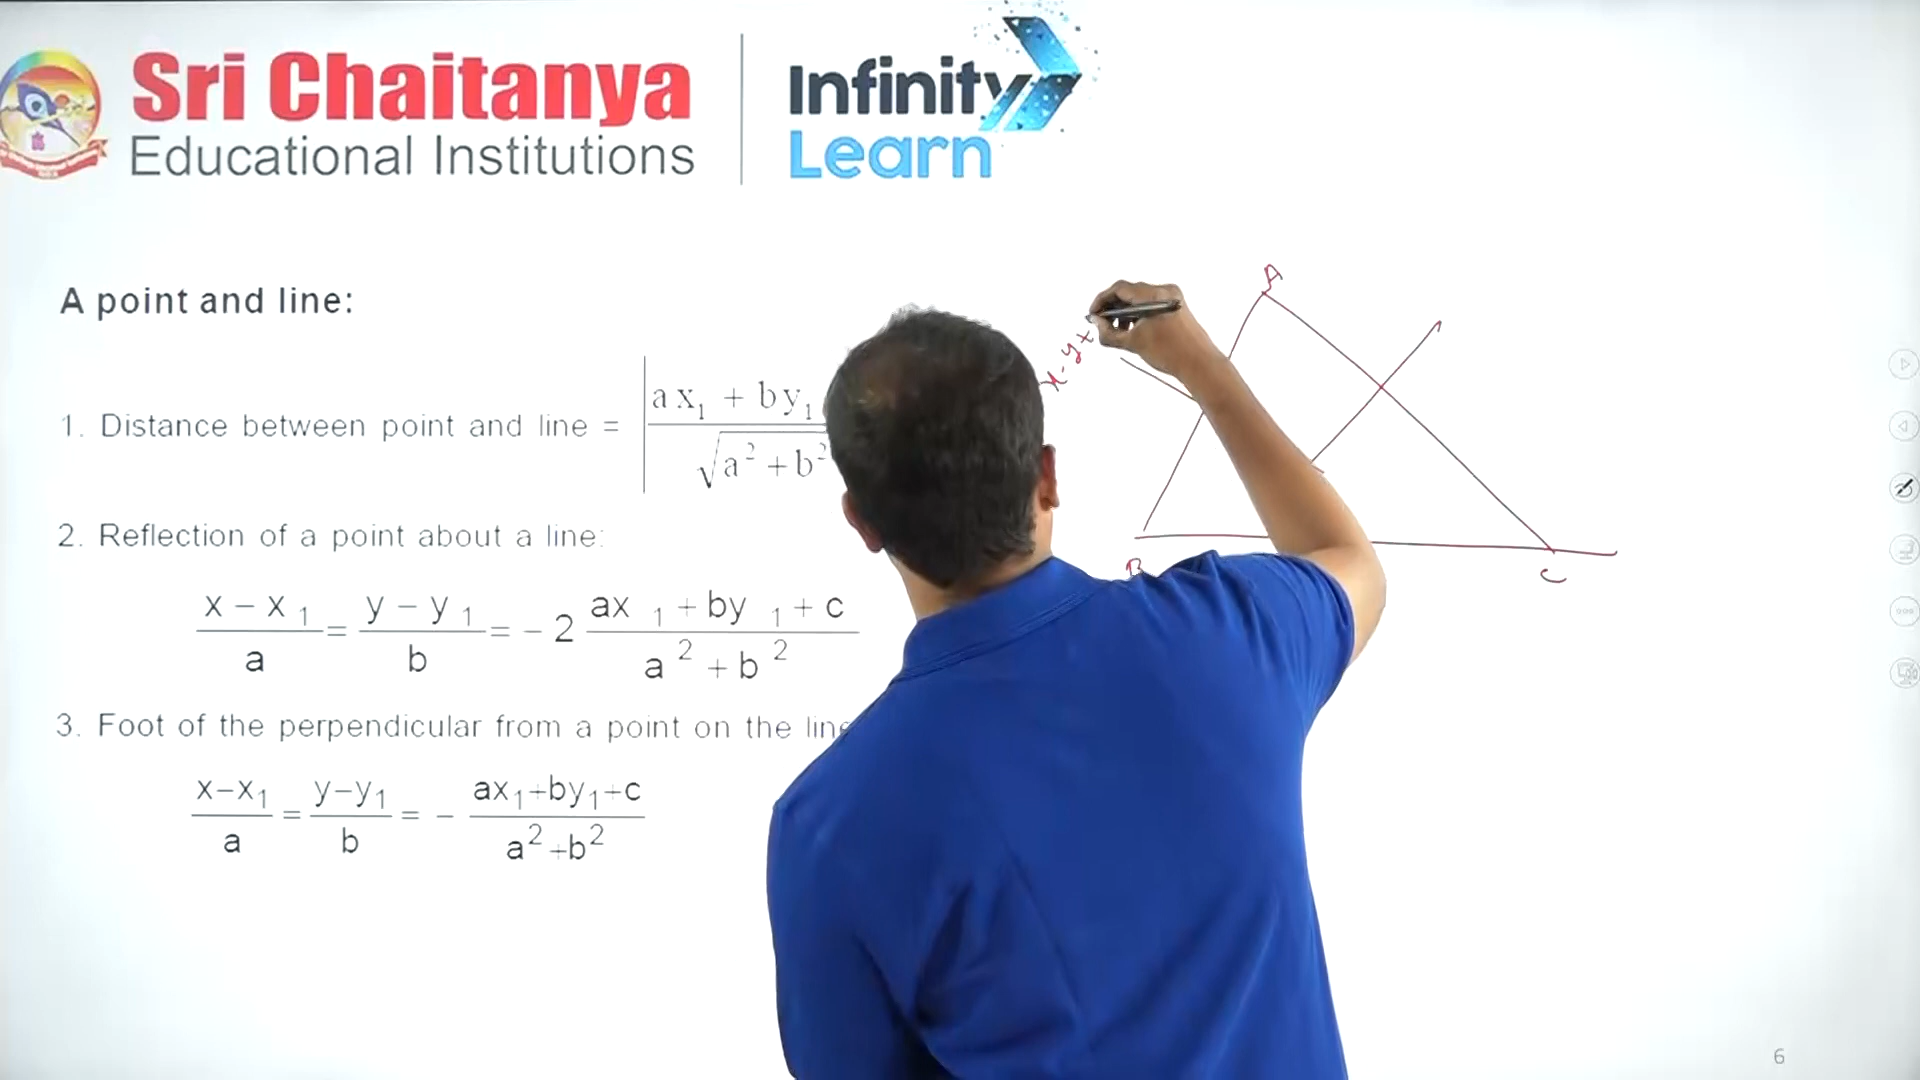 Sri Chaitanya
Educational Institutions
Infinity
Learn
A point and line:
1. Distance between point and line = | ax₁ + by₁
√a² + b²
2. Reflection of a point about a line:
x - x₁ / a = y - y₁ / b = - 2 ax₁ + by₁ + c / a² + b²
3. Foot of the perpendicular from a point on the line
x-x₁ / a = y-y₁ / b = - ax₁+by₁+c / a²+b²
A
x-y+
B
C
6